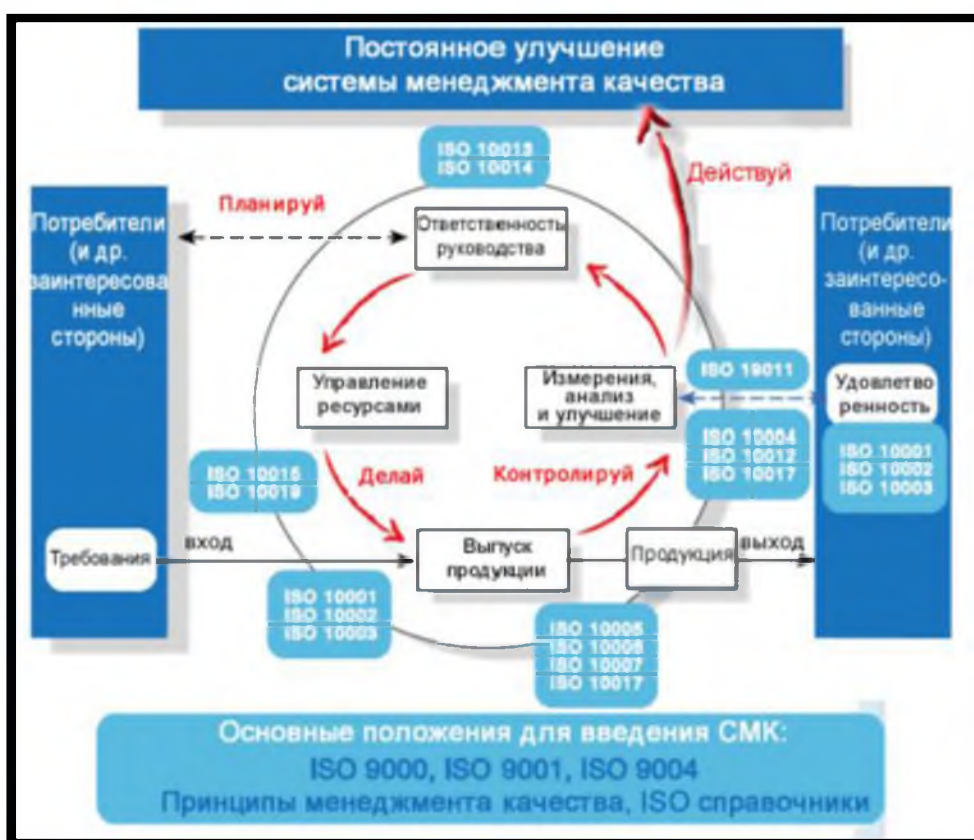 Постоянное улучшение
системы менеджмента качества
ISO 10013
ISO 10014
Действуй
Планируй
Потребители
(и др.
заинтересова
нные
стороны)
Ответственность
руководства
Потребители
(и др.
заинтересо-
ванные
стороны)
Управление
ресурсами
Измерения,
анализ
и улучшение
ISO 19011
Удовлетво
ренность
ISO 10004
ISO 10012
ISO 10017
ISO 10001
ISO 10002
ISO 10003
ISO 10015
ISO 10019
Делай
Контролируй
Требования
вход
Выпуск
продукции
Продукция
выход
ISO 10001
ISO 10002
ISO 10003
ISO 10005
ISO 10006
ISO 10007
ISO 10017
Основные положения для введения СМК:
ISO 9000, ISO 9001, ISO 9004
Принципы менеджмента качества, ISO справочники